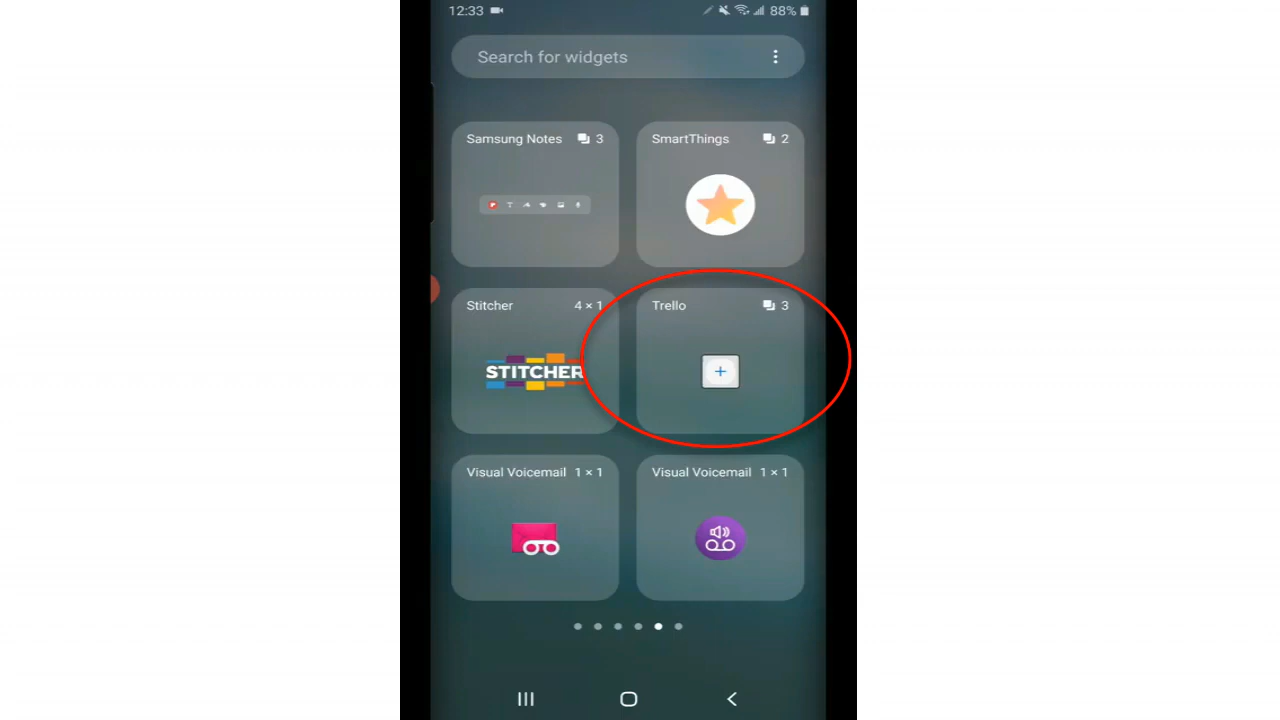 12:33 88%
Search for widgets
Samsung Notes 3
SmartThings 2
Stitcher 4 × 1
Trello 3
STITCHER
Visual Voicemail 1 × 1
Visual Voicemail 1 × 1